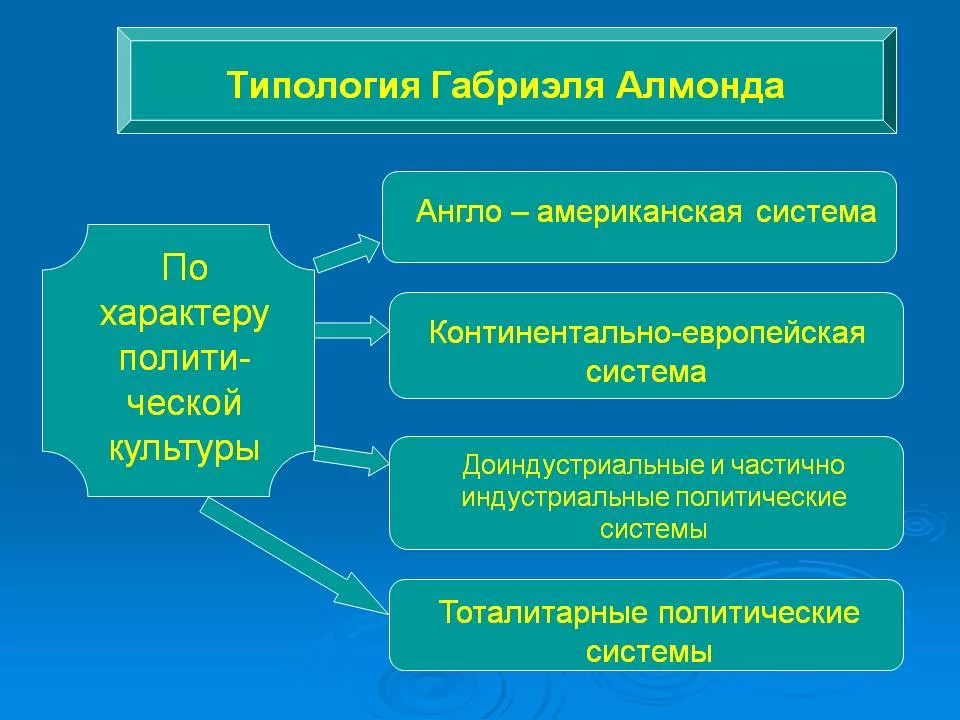 Типология Габриэля Алмонда
По
характеру
полити-
ческой
культуры
Англо – американская система
Континентально-европейская
система
Доиндустриальные и частично
индустриальные политические
системы
Тоталитарные политические
системы